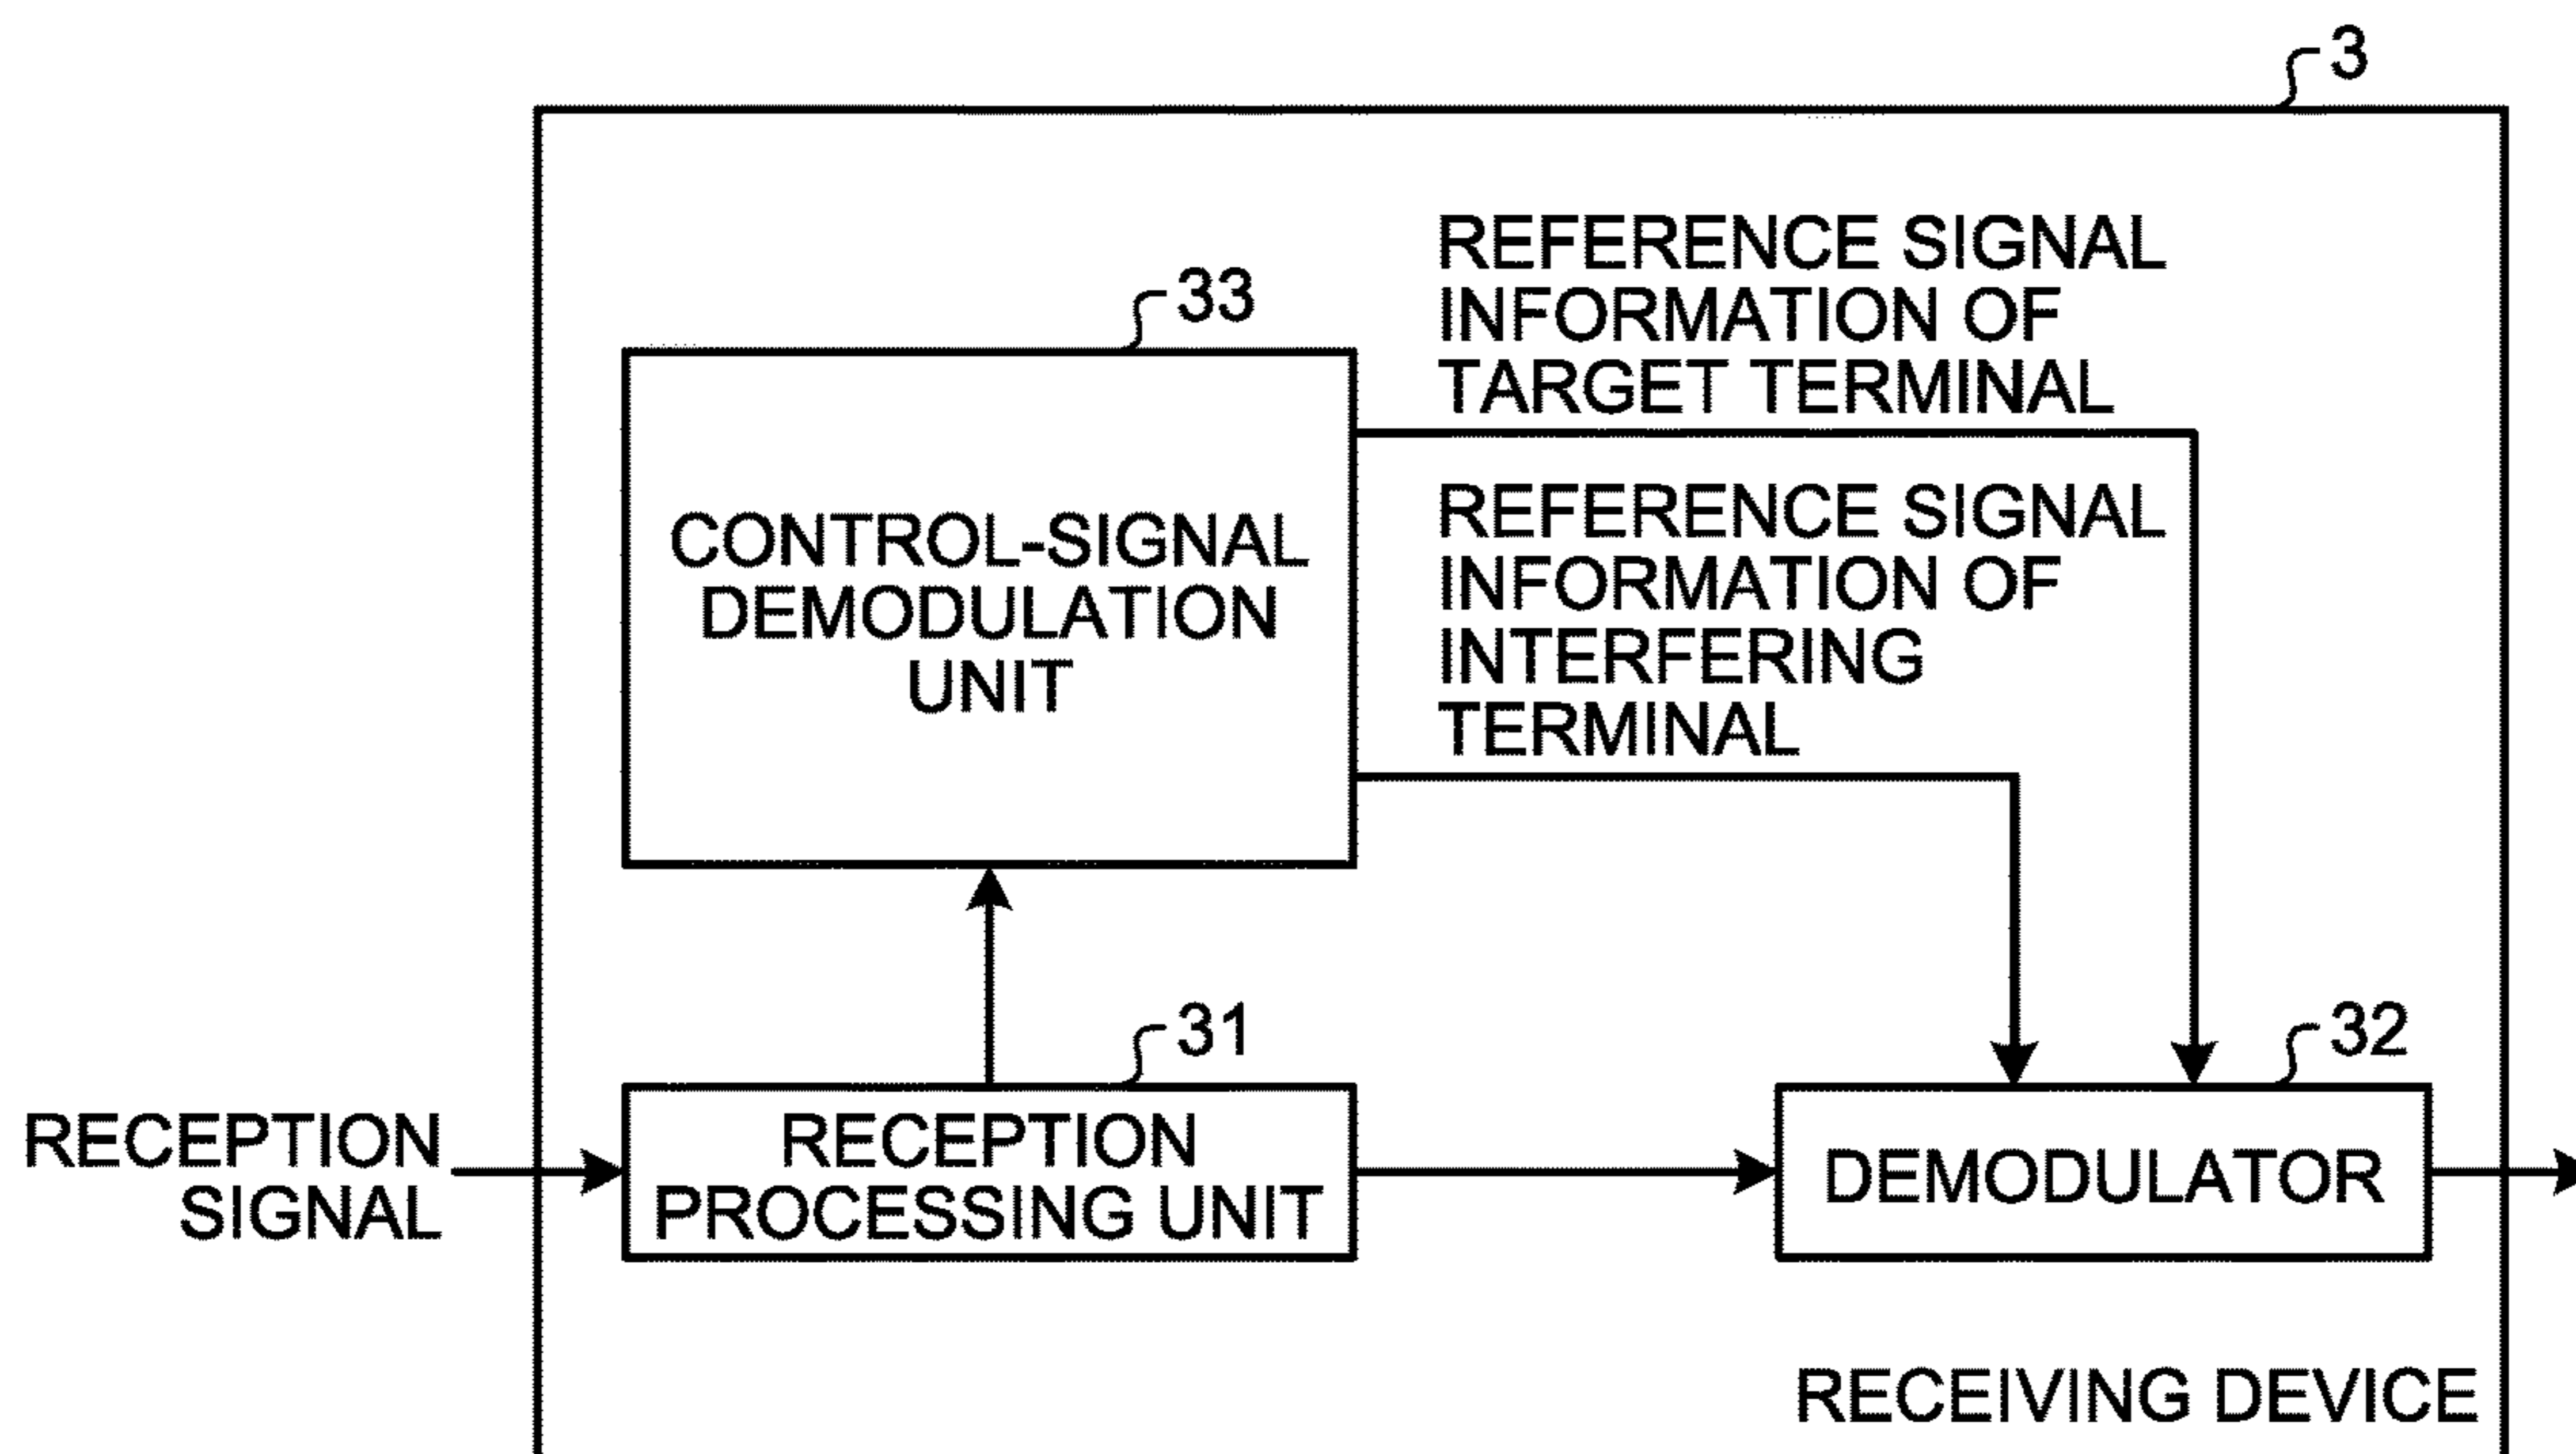 3
33
REFERENCE SIGNAL
INFORMATION OF
TARGET TERMINAL
CONTROL-SIGNAL
DEMODULATION
UNIT
REFERENCE SIGNAL
INFORMATION OF
INTERFERING
TERMINAL
31
32
RECEPTION
SIGNAL
RECEPTION
PROCESSING UNIT
DEMODULATOR
RECEIVING DEVICE